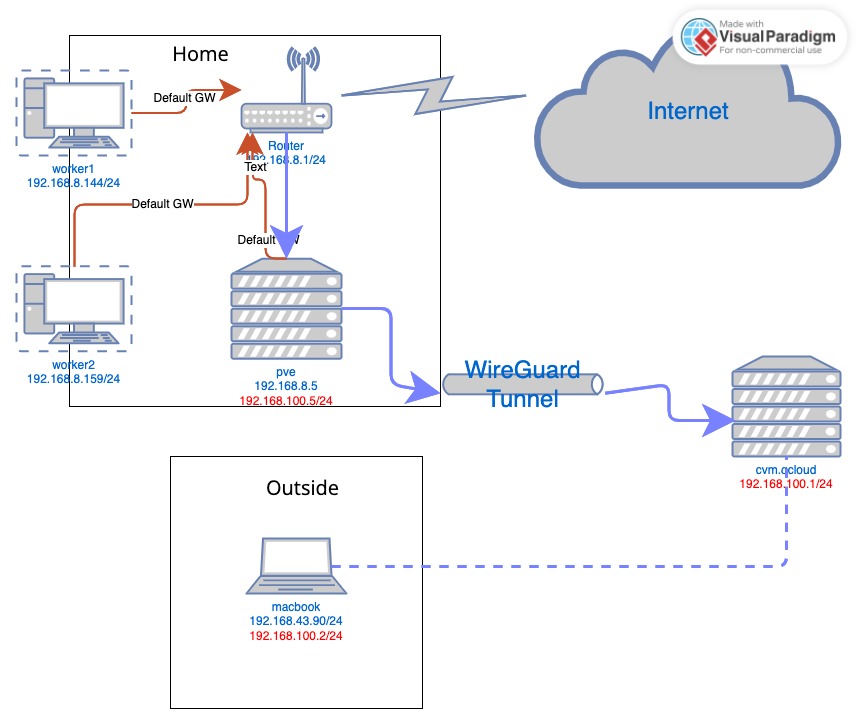 Made with
VisualParadigm
For non-commercial use
Home
Internet
Default GW
Router
192.168.8.1/24
Text
worker1
192.168.8.144/24
Default GW
Default GW
worker2
192.168.8.159/24
pve
192.168.8.5
192.168.100.5/24
WireGuard
Tunnel
cvm.qcloud
192.168.100.1/24
Outside
macbook
192.168.43.90/24
192.168.100.2/24